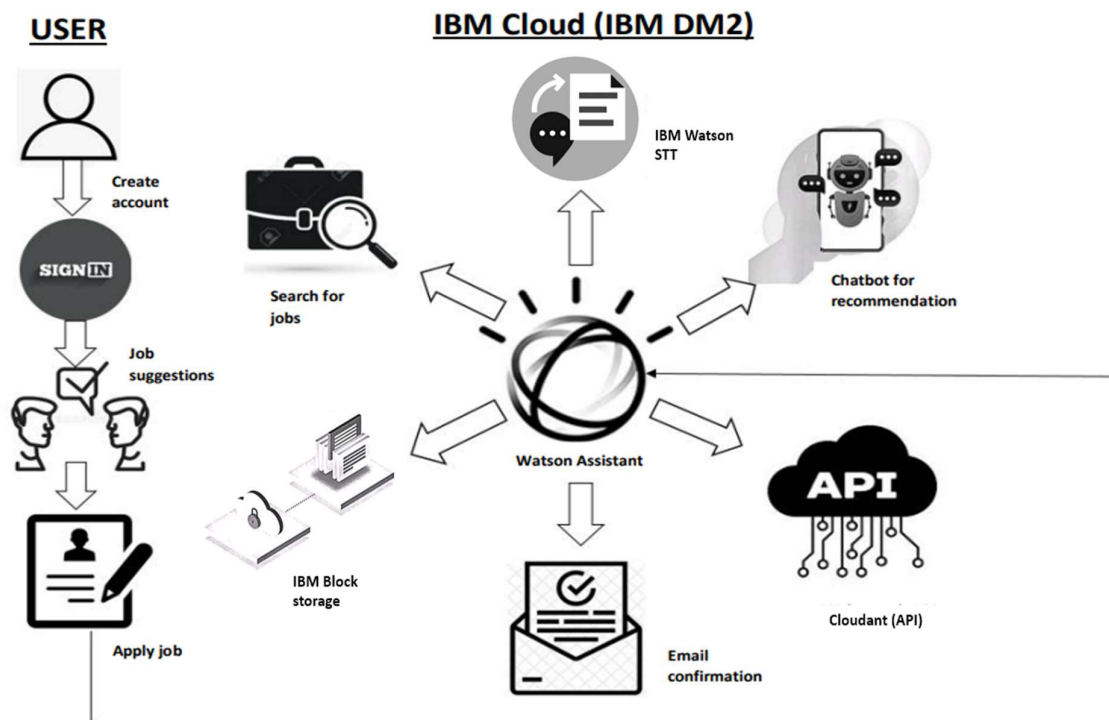 USER
IBM Cloud (IBM DM2)
Create
account
SIGN IN
Job
suggestions
Apply job
Search for
jobs
IBM Watson
STT
Chatbot for
recommendation
Watson Assistant
IBM Block
storage
API
Cloudant (API)
Email
confirmation